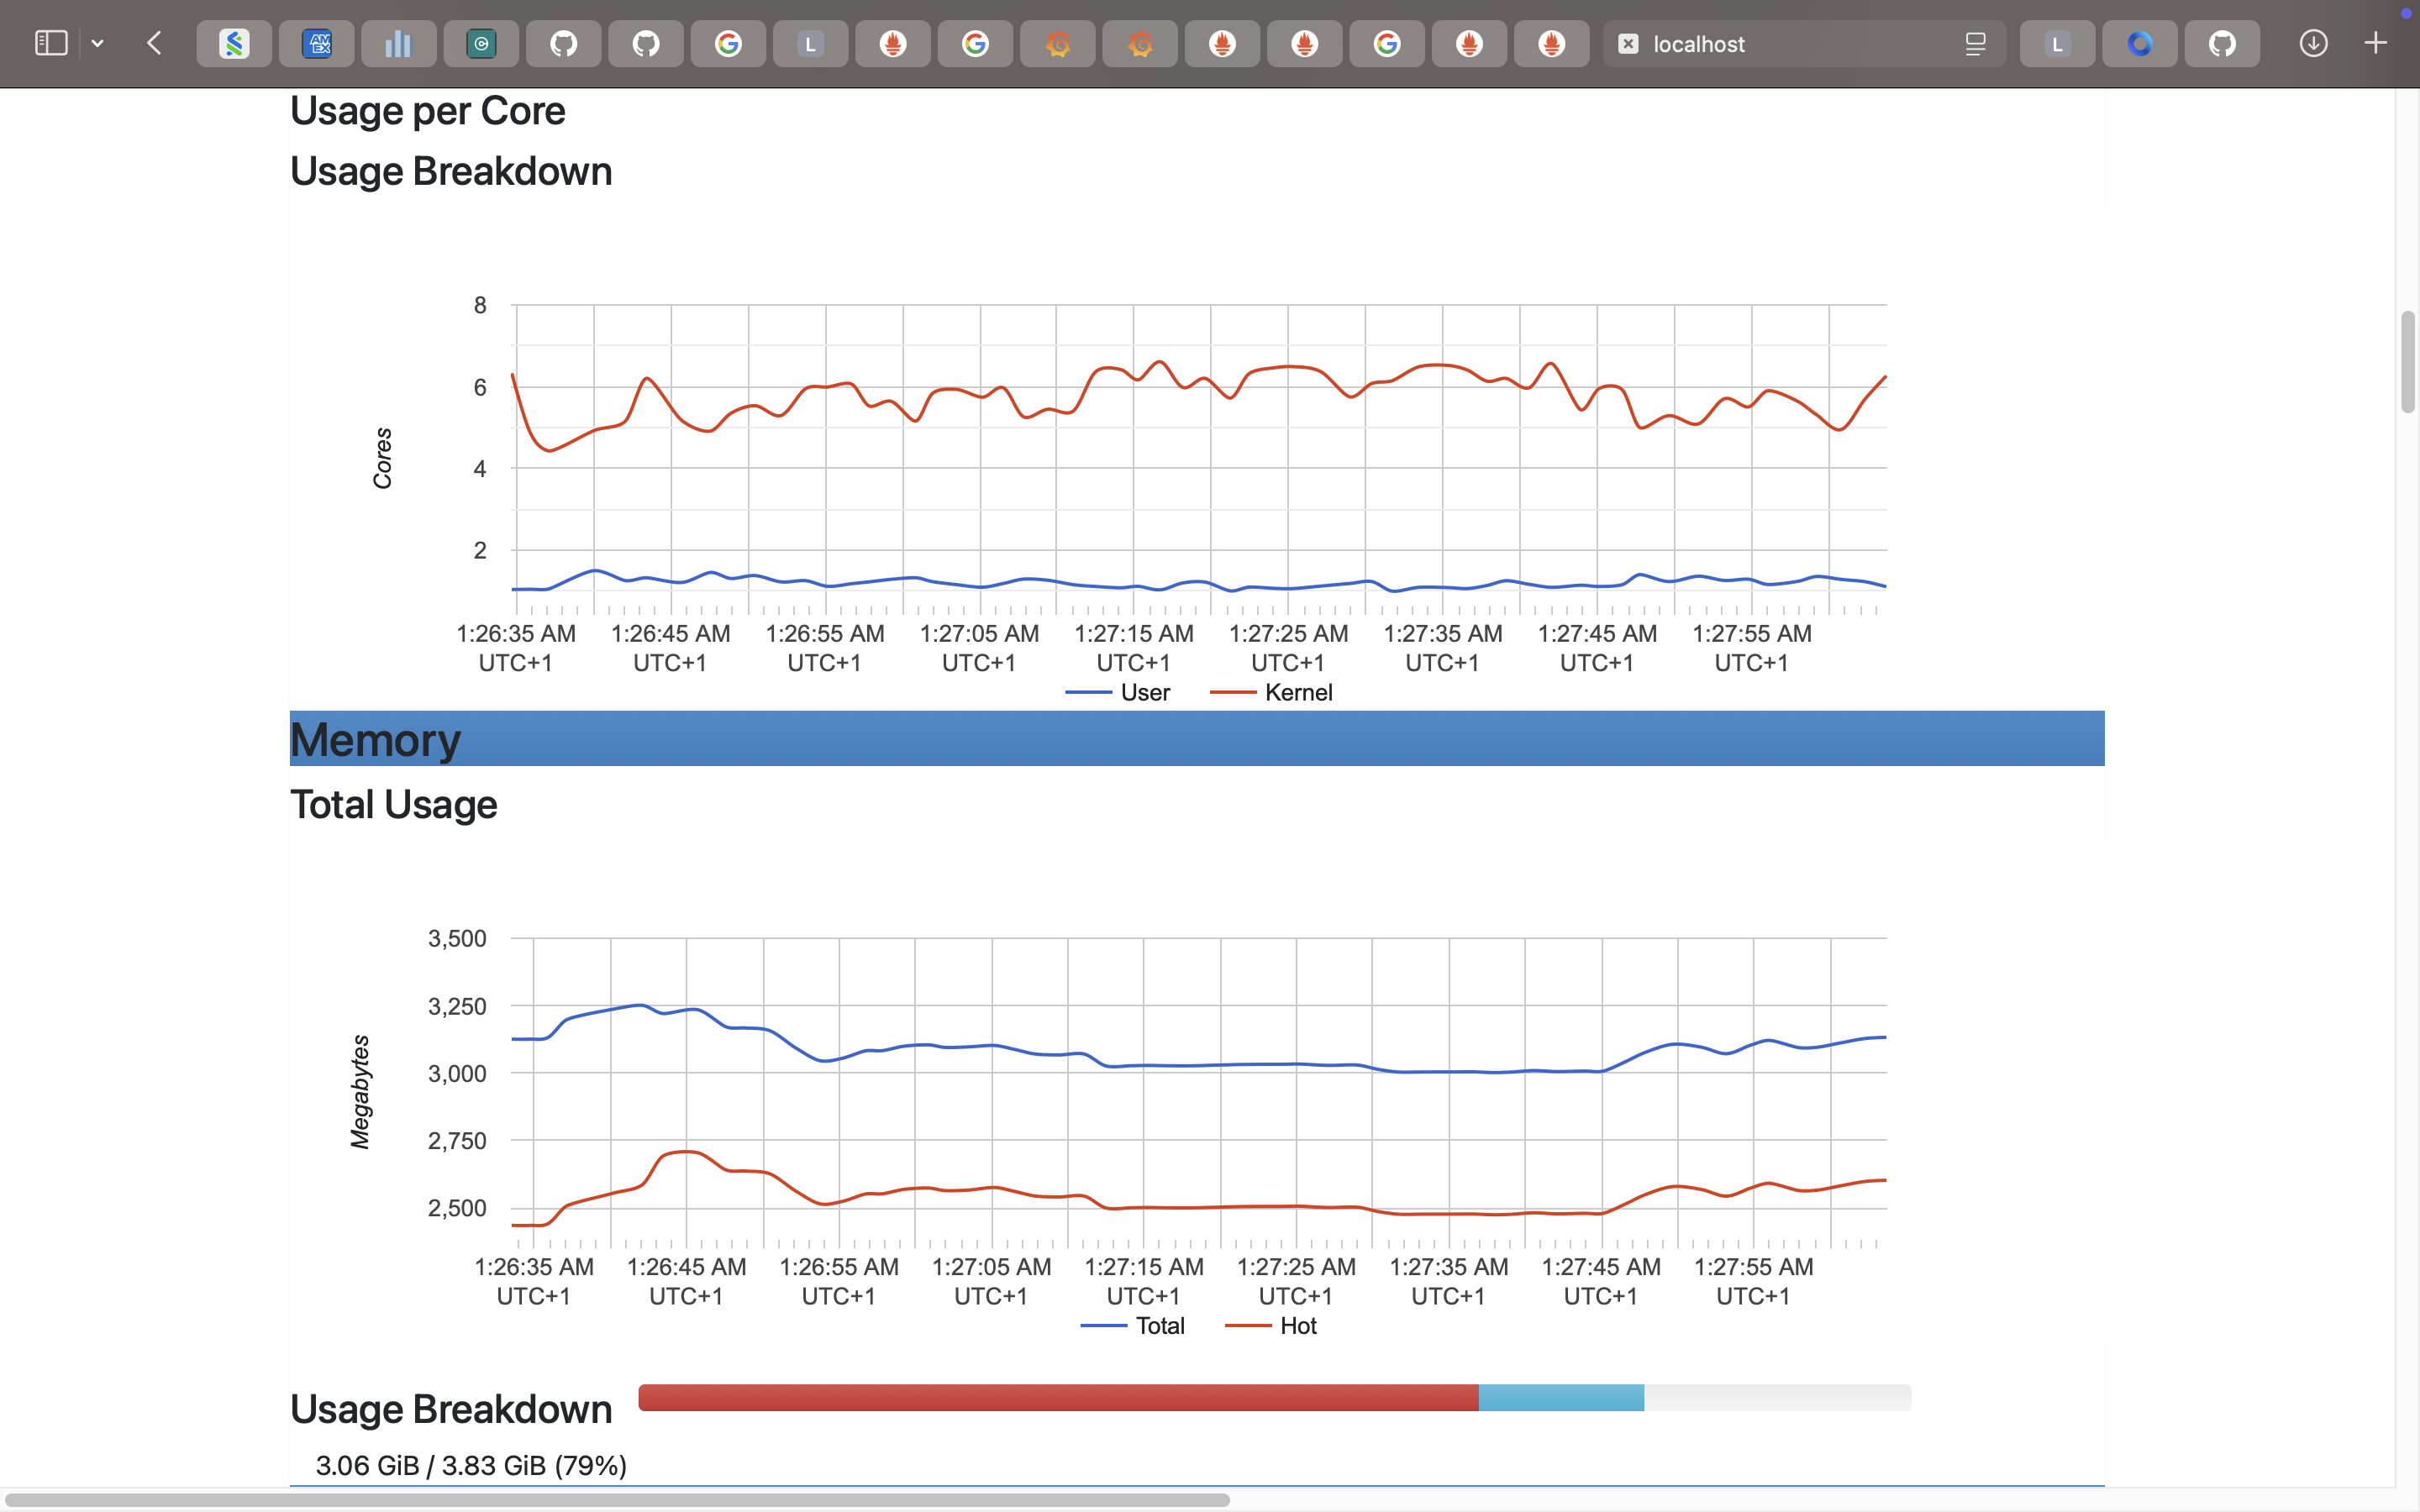 AM
EX
L
localhost
L
Usage per Core
Usage Breakdown
8
6
4
2
Cores
1:26:35 AM 1:26:45 AM 1:26:55 AM 1:27:05 AM 1:27:15 AM 1:27:25 AM 1:27:35 AM 1:27:45 AM 1:27:55 AM
UTC+1 UTC+1 UTC+1 UTC+1 UTC+1 UTC+1 UTC+1 UTC+1 UTC+1
User Kernel
Memory
Total Usage
3,500
3,250
3,000
2,750
2,500
Megabytes
1:26:35 AM 1:26:45 AM 1:26:55 AM 1:27:05 AM 1:27:15 AM 1:27:25 AM 1:27:35 AM 1:27:45 AM 1:27:55 AM
UTC+1 UTC+1 UTC+1 UTC+1 UTC+1 UTC+1 UTC+1 UTC+1 UTC+1
Total Hot
Usage Breakdown
3.06 GiB / 3.83 GiB (79%)